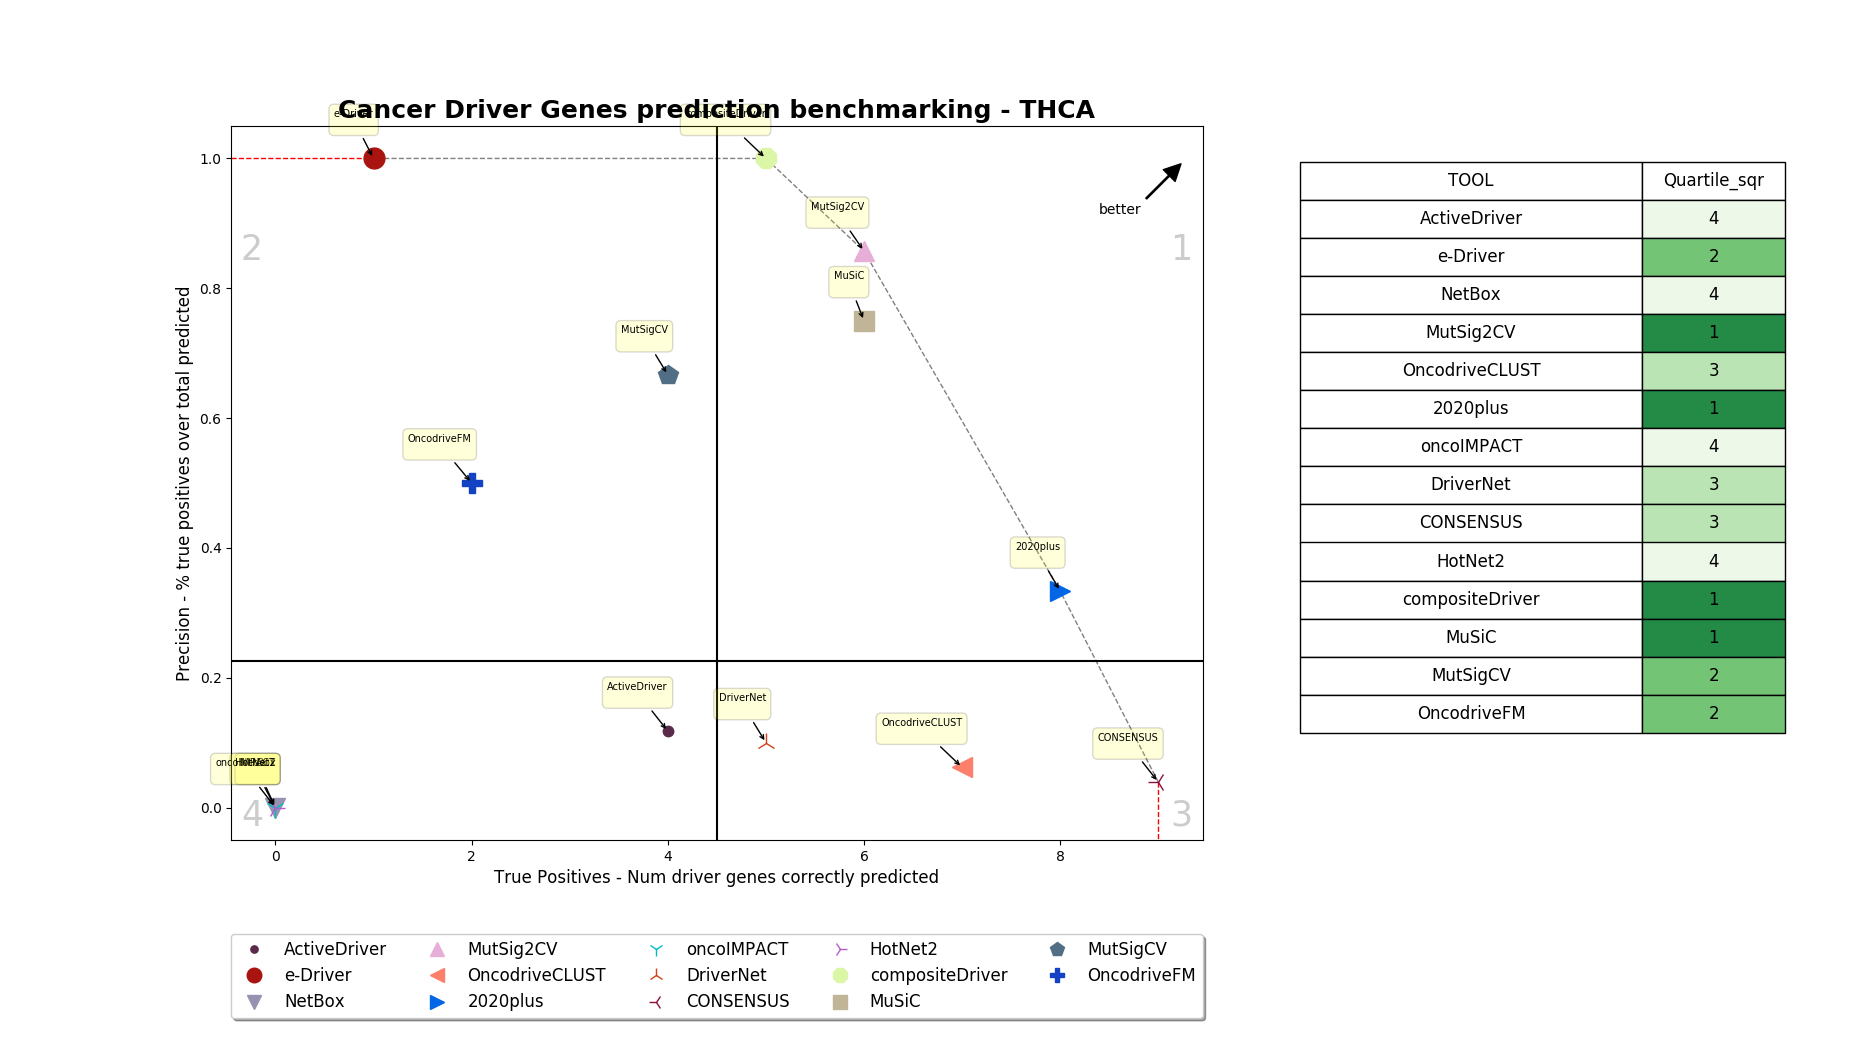 Cancer Driver Genes prediction benchmarking - THCA
e-Driver
compositeDriver
MutSig2CV
better
2
1
MuSiC
MutSigCV
OncodriveFM
2020plus
ActiveDriver
DriverNet
OncodriveCLUST
CONSENSUS
4
3
1.0
0.8
0.6
0.4
0.2
0.0
Precision - % true positives over total predicted
0 2 4 6 8
True Positives - Num driver genes correctly predicted
TOOL Quartile_sqr
ActiveDriver 4
e-Driver 2
NetBox 4
MutSig2CV 1
OncodriveCLUST 3
2020plus 1
oncoIMPACT 4
DriverNet 3
CONSENSUS 3
HotNet2 4
compositeDriver 1
MuSiC 1
MutSigCV 2
OncodriveFM 2
ActiveDriver MutSig2CV oncoIMPACT HotNet2 MutSigCV
e-Driver OncodriveCLUST DriverNet compositeDriver OncodriveFM
NetBox 2020plus CONSENSUS MuSiC